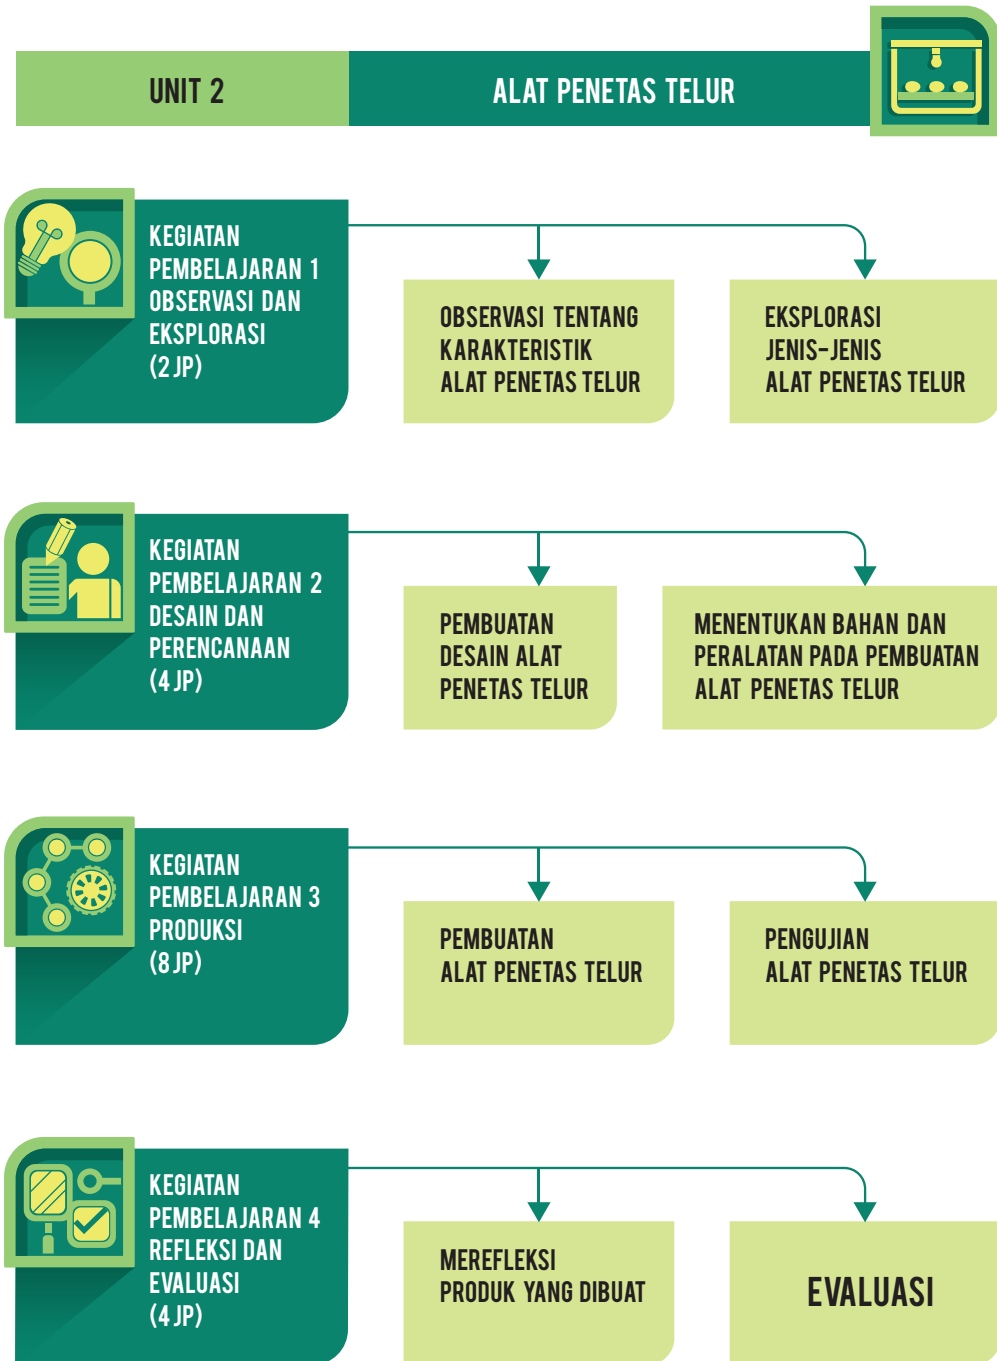 UNIT 2
ALAT PENETAS TELUR
KEGIATAN
PEMBELAJARAN 1
OBSERVASI DAN
EKSPLORASI
(2 JP)
OBSERVASI TENTANG
KARAKTERISTIK
ALAT PENETAS TELUR
EKSPLORASI
JENIS-JENIS
ALAT PENETAS TELUR
KEGIATAN
PEMBELAJARAN 2
DESAIN DAN
PERENCANAAN
(4 JP)
PEMBUATAN
DESAIN ALAT
PENETAS TELUR
MENENTUKAN BAHAN DAN
PERALATAN PADA PEMBUATAN
ALAT PENETAS TELUR
KEGIATAN
PEMBELAJARAN 3
PRODUKSI
(8 JP)
PEMBUATAN
ALAT PENETAS TELUR
PENGUJIAN
ALAT PENETAS TELUR
KEGIATAN
PEMBELAJARAN 4
REFLEKSI DAN
EVALUASI
(4 JP)
MEREFLEKSI
PRODUK YANG DIBUAT
EVALUASI